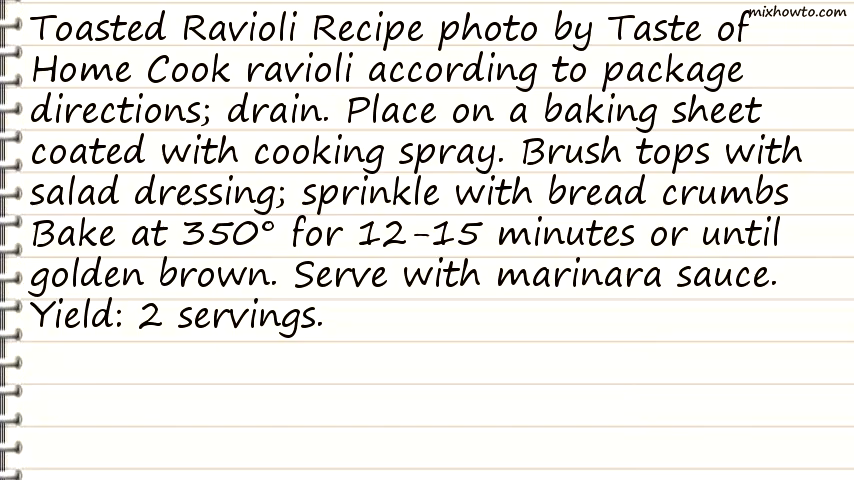 mixhowto.com
Toasted Ravioli Recipe photo by Taste of
Home Cook ravioli according to package
directions; drain. Place on a baking sheet
coated with cooking spray. Brush tops with
salad dressing; sprinkle with bread crumbs
Bake at 350° for 12-15 minutes or until
golden brown. Serve with marinara sauce.
Yield: 2 servings.